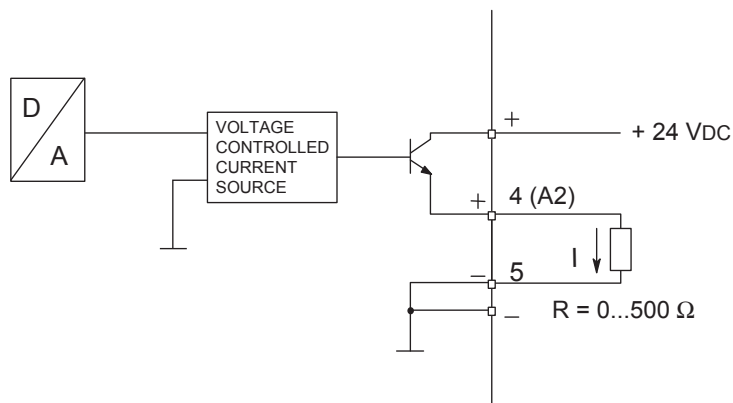 D
A
VOLTAGE
CONTROLLED
CURRENT
SOURCE
+
+ 24 VDC
+
4 (A2)
I
−
5
−
R = 0...500 Ω